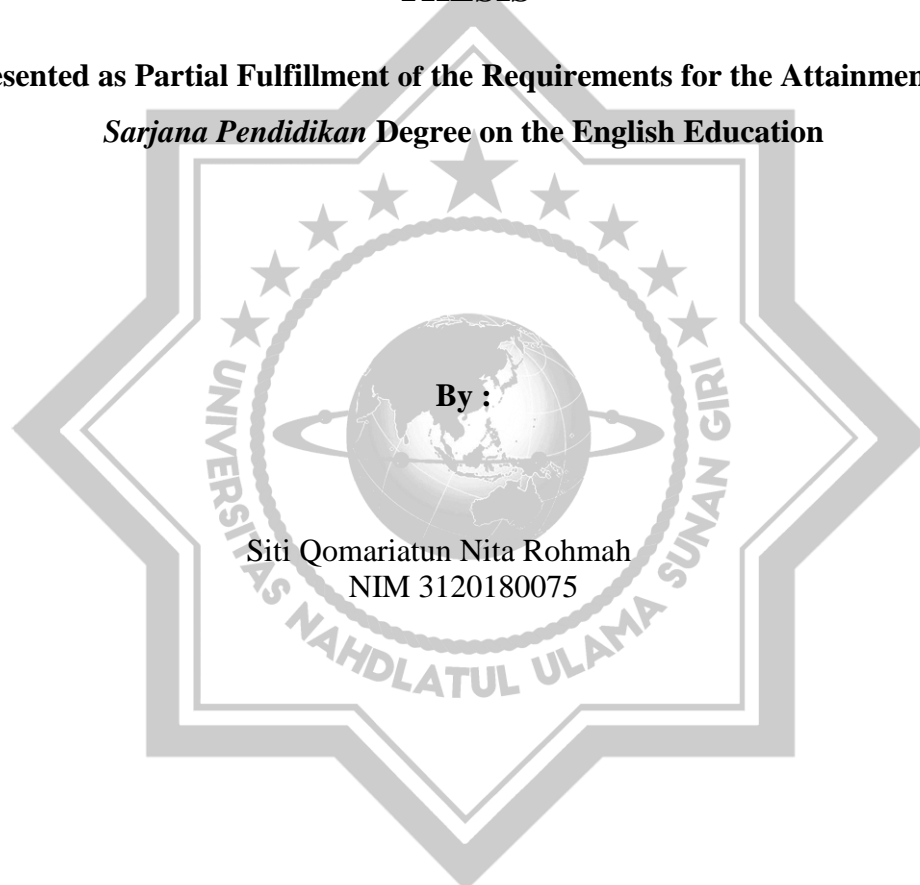 esented as Partial Fulfillment of the Requirements for the Attainmen
Sarjana Pendidikan Degree on the English Education
By :
Siti Qomariatun Nita Rohmah
NIM 3120180075
UNIVERSITAS NAHDLATUL ULAMA SUNAN GIRI